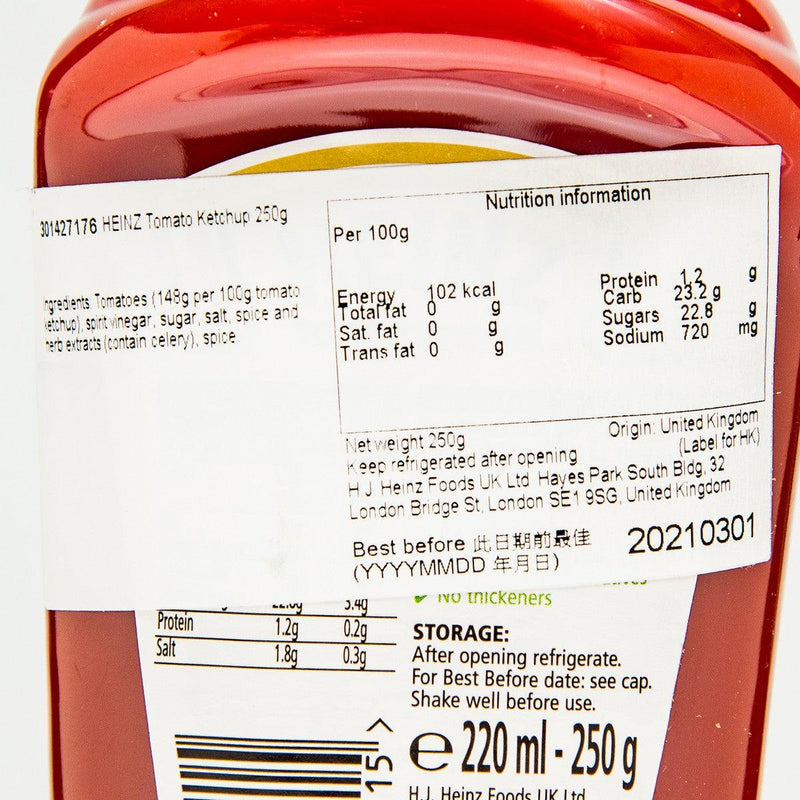 301427176 HEINZ Tomato Ketchup 250g
Ingredients: Tomatoes (148g per 100g tomato
ketchup), spirit vinegar, sugar, salt, spice and
herb extracts (contain celery), spice.
Nutrition information
Per 100g
Energy 102 kcal
Total fat 0 g
Sat. fat 0 g
Trans fat 0 g
Protein 1.2 g
Carb 23.2 g
Sugars 22.8 g
Sodium 720 mg
Net weight 250g
Origin: United Kingdom
(Label for HK)
Keep refrigerated after opening
H.J. Heinz Foods UK Ltd Hayes Park South Bldg, 32
London Bridge St, London SE1 9SG, United Kingdom
Best before 此日期前最佳 20210301
(YYYYMMDD 年月日)
22.8g 3.4g
Protein 1.2g 0.2g
Salt 1.8g 0.3g
✔ No thickeners
STORAGE:
After opening refrigerate.
For Best Before date: see cap.
Shake well before use.
℮ 220 ml - 250 g
H.J. Heinz Foods UK Ltd
15 >